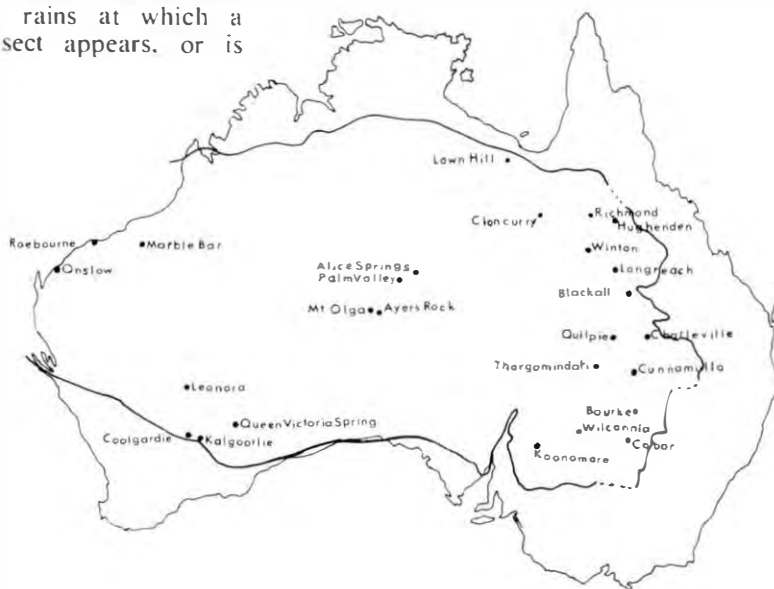 rains at which a
sect appears, or is
Lawn Hill
Cloncurry
Richmond
Hughenden
Roebourne
Marble Bar
Winton
Onslow
Alice Springs
Palm Valley
Longreach
Blackall
Mt Olga
Ayers Rock
Quilpie
Charleville
Thargomindah
Cunnamulla
Leonora
Bourke
Queen Victoria Spring
Wilcannia
Coolgardie
Kalgoorlie
Cobar
Koonamore